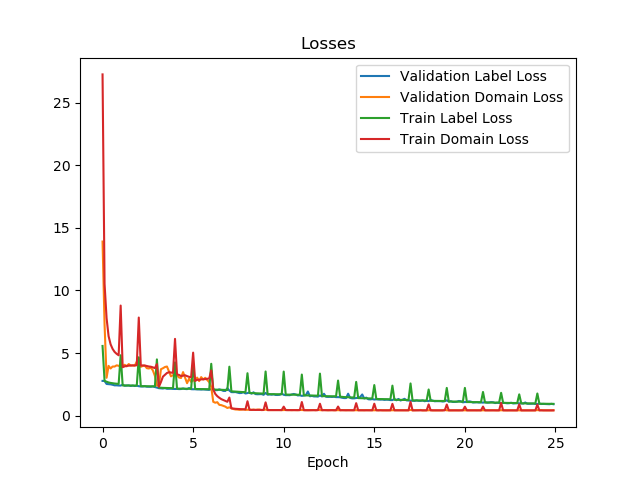 Losses
Validation Label Loss
Validation Domain Loss
Train Label Loss
Train Domain Loss
25
20
15
10
5
0
0 5 10 15 20 25
Epoch